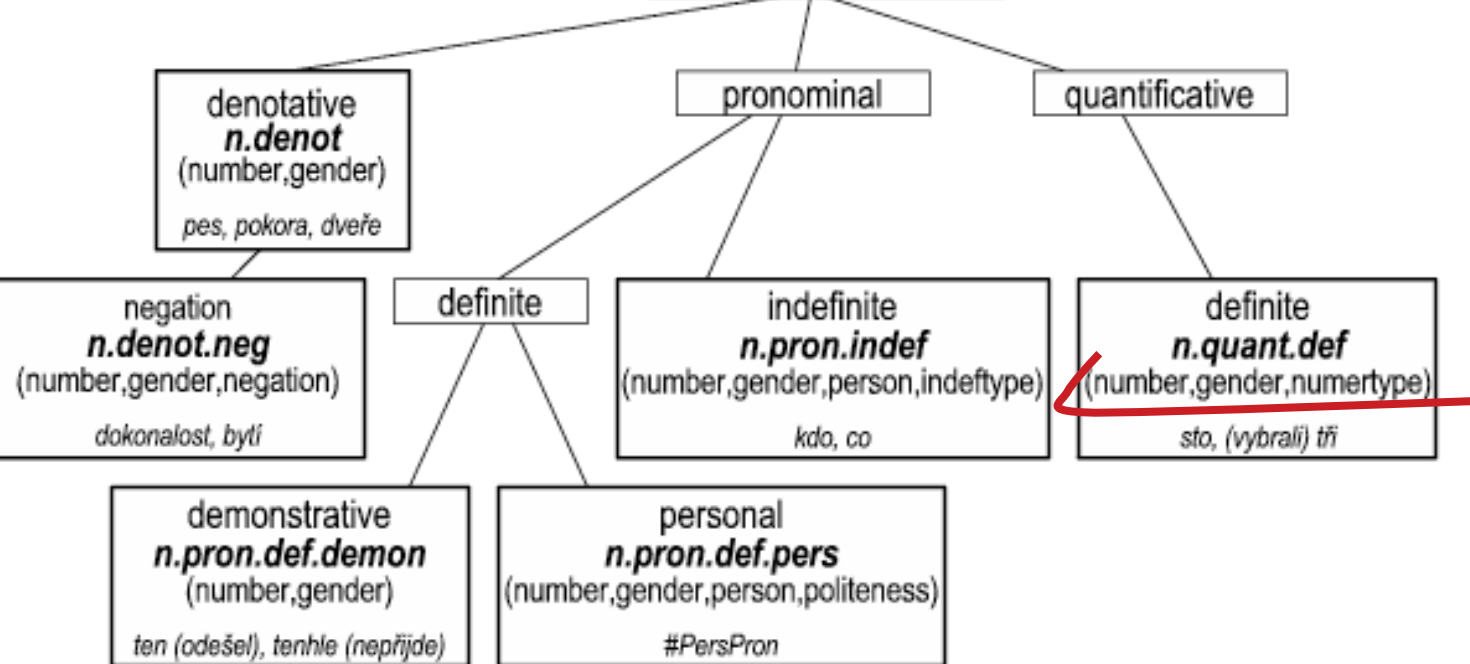 denotative
n.denot
(number,gender)
pes, pokora, dveře
pronominal
quantificative
negation
n.denot.neg
(number,gender,negation)
dokonalost, bytí
definite
indefinite
n.pron.indef
(number,gender,person,indeftype)
kdo, co
definite
n.quant.def
(number,gender,numertype)
sto, (vybrali) tři
demonstrative
n.pron.def.demon
(number,gender)
ten (odešel), tenhle (nepřijde)
personal
n.pron.def.pers
(number,gender,person,politeness)
#PersPron